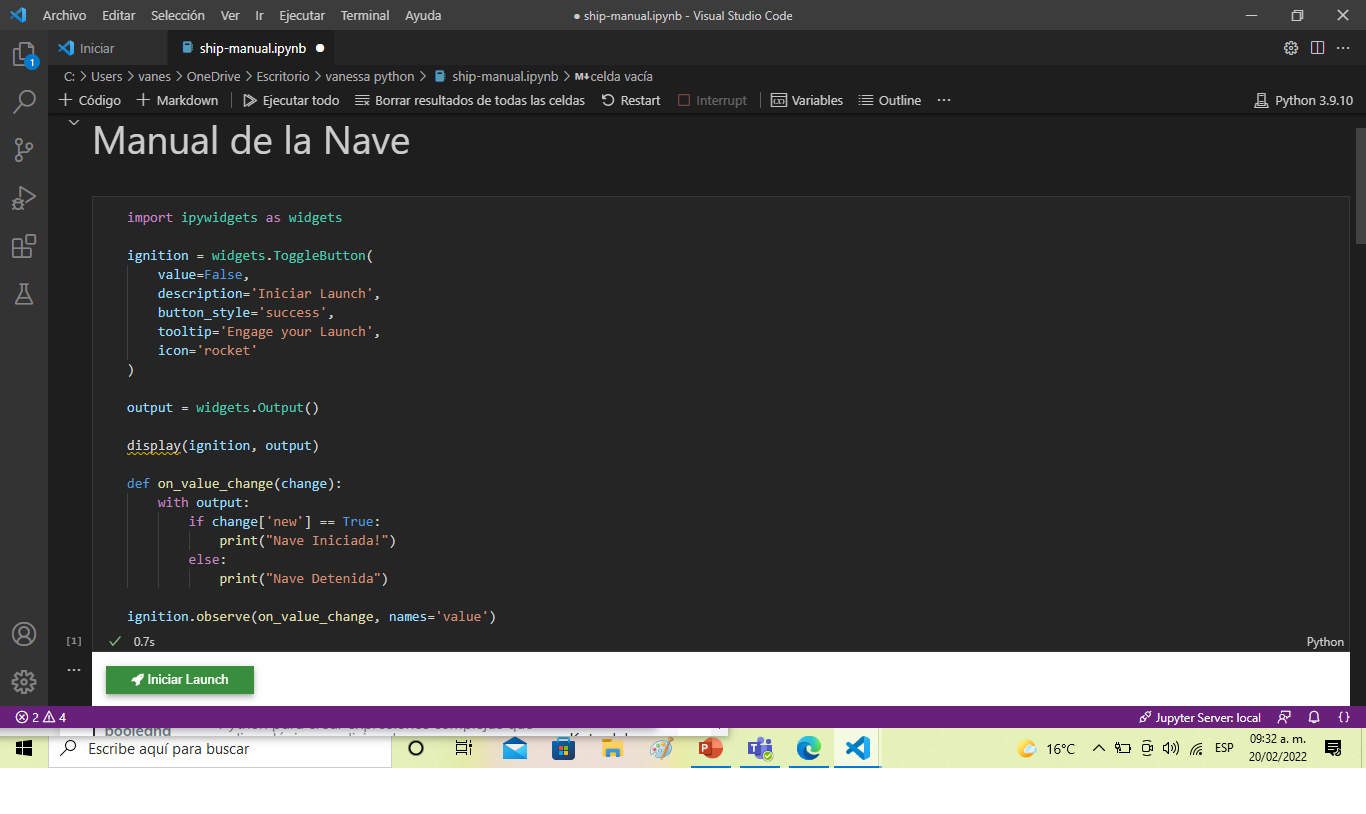 Archivo Editar Selección Ver Ir Ejecutar Terminal Ayuda
● ship-manual.ipynb - Visual Studio Code
Iniciar
ship-manual.ipynb ●
C: > Users > vanes > OneDrive > Escritorio > vanessa python > ship-manual.ipynb > M↓celda vacía
+ Código + Markdown Ejecutar todo Borrar resultados de todas las celdas Restart Interrupt Variables Outline ···
Python 3.9.10
1
Manual de la Nave
import ipywidgets as widgets
ignition = widgets.ToggleButton(
value=False,
description='Iniciar Launch',
button_style='success',
tooltip='Engage your Launch',
icon='rocket'
)
output = widgets.Output()
display(ignition, output)
def on_value_change(change):
with output:
if change['new'] == True:
print("Nave Iniciada!")
else:
print("Nave Detenida")
ignition.observe(on_value_change, names='value')
[1] ✓ 0.7s
Python
Iniciar Launch
2 4
Jupyter Server: local
booleano
Escribe aquí para buscar
16°C
ESP
09:32 a. m.
20/02/2022